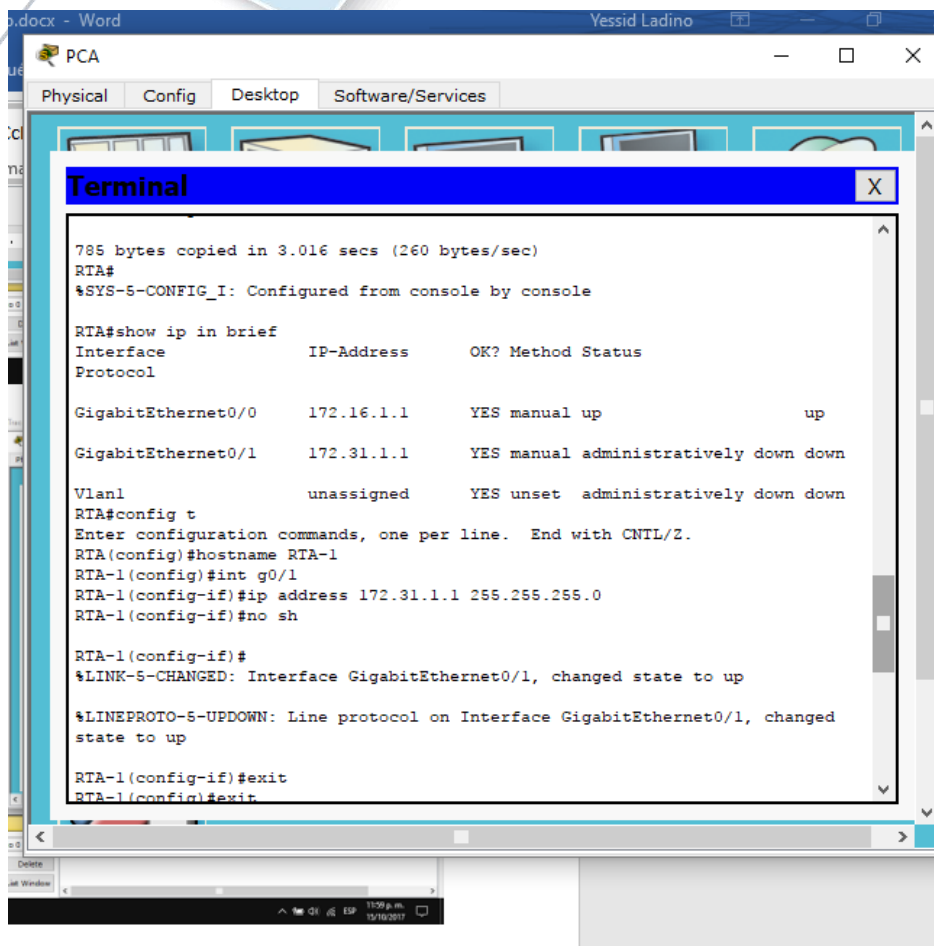 .docx - Word Yessid Ladino
PCA
Physical Config Desktop Software/Services
Terminal X
785 bytes copied in 3.016 secs (260 bytes/sec)
RTA#
%SYS-5-CONFIG_I: Configured from console by console
RTA#show ip in brief
Interface IP-Address OK? Method Status
Protocol
GigabitEthernet0/0 172.16.1.1 YES manual up up
GigabitEthernet0/1 172.31.1.1 YES manual administratively down down
Vlan1 unassigned YES unset administratively down down
RTA#config t
Enter configuration commands, one per line. End with CNTL/Z.
RTA(config)#hostname RTA-1
RTA-1(config)#int g0/1
RTA-1(config-if)#ip address 172.31.1.1 255.255.255.0
RTA-1(config-if)#no sh
RTA-1(config-if)#
%LINK-5-CHANGED: Interface GigabitEthernet0/1, changed state to up
%LINEPROTO-5-UPDOWN: Line protocol on Interface GigabitEthernet0/1, changed
state to up
RTA-1(config-if)#exit
RTA-1(config)#exit
Delete
List Window
ESP 11:59 p.m.
15/10/2017